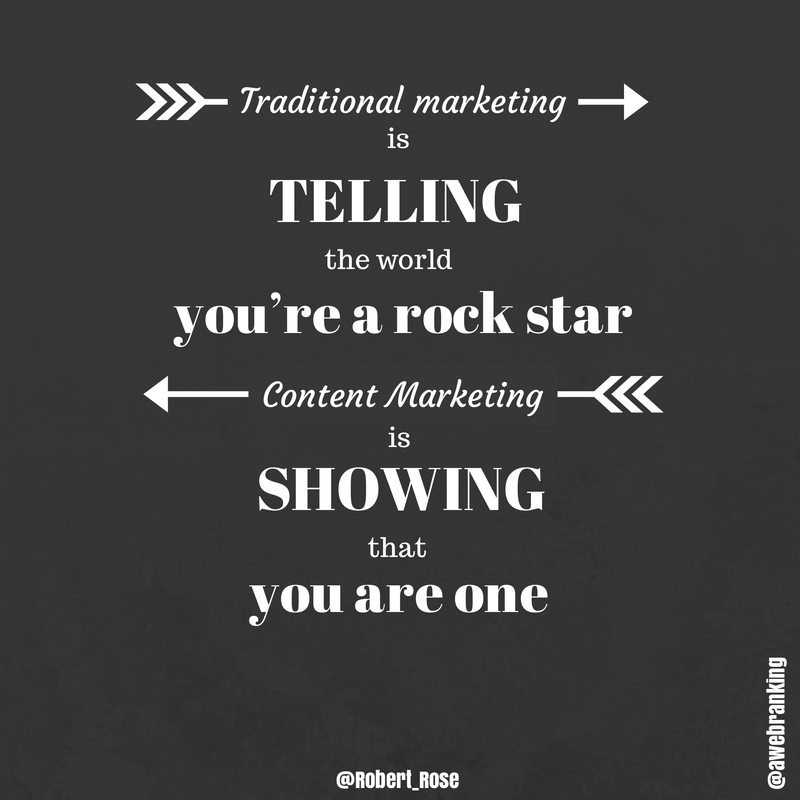 Traditional marketing
is
TELLING
the world
you’re a rock star
Content Marketing
is
SHOWING
that
you are one
@Robert_Rose
@awebranking